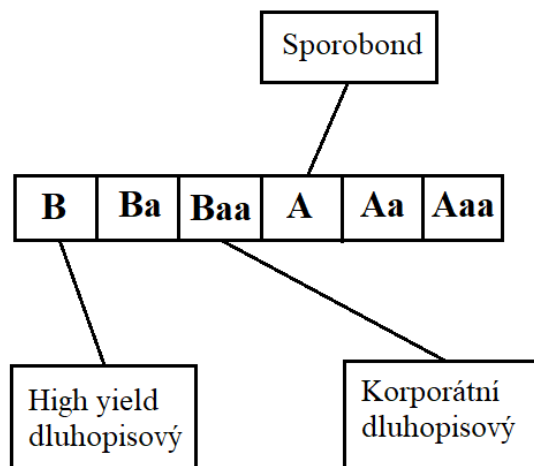 Sporobond
B Ba Baa A Aa Aaa
High yield
dluhopisový
Korporátní
dluhopisový